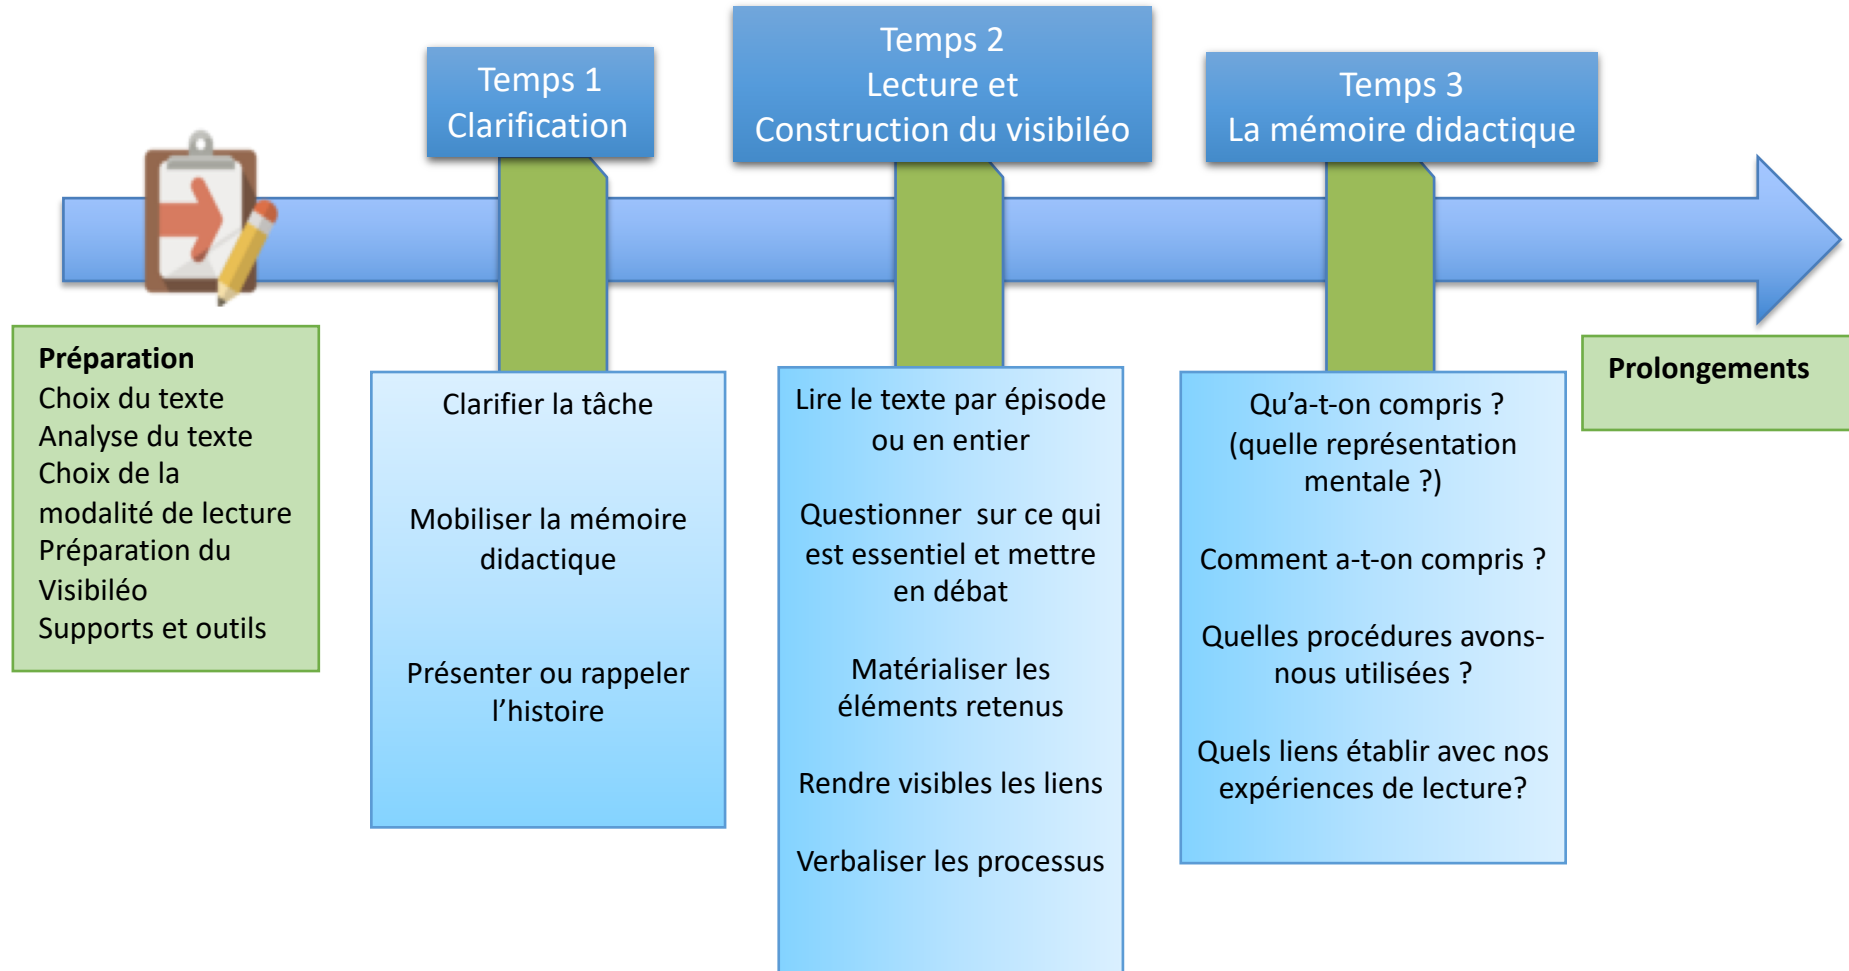 Temps 1
Clarification
Temps 2
Lecture et
Construction du visibiléo
Temps 3
La mémoire didactique
Préparation
Choix du texte
Analyse du texte
Choix de la
modalité de lecture
Préparation du
Visibiléo
Supports et outils
Clarifier la tâche
Mobiliser la mémoire
didactique
Présenter ou rappeler
l’histoire
Lire le texte par épisode
ou en entier
Questionner  sur ce qui
est essentiel et mettre
en débat
Matérialiser les
éléments retenus
Rendre visibles les liens
Verbaliser les processus
Qu’a-t-on compris ?
(quelle représentation
mentale ?)
Comment a-t-on compris ?
Quelles procédures avons-
nous utilisées ?
Quels liens établir avec nos
expériences de lecture?
Prolongements